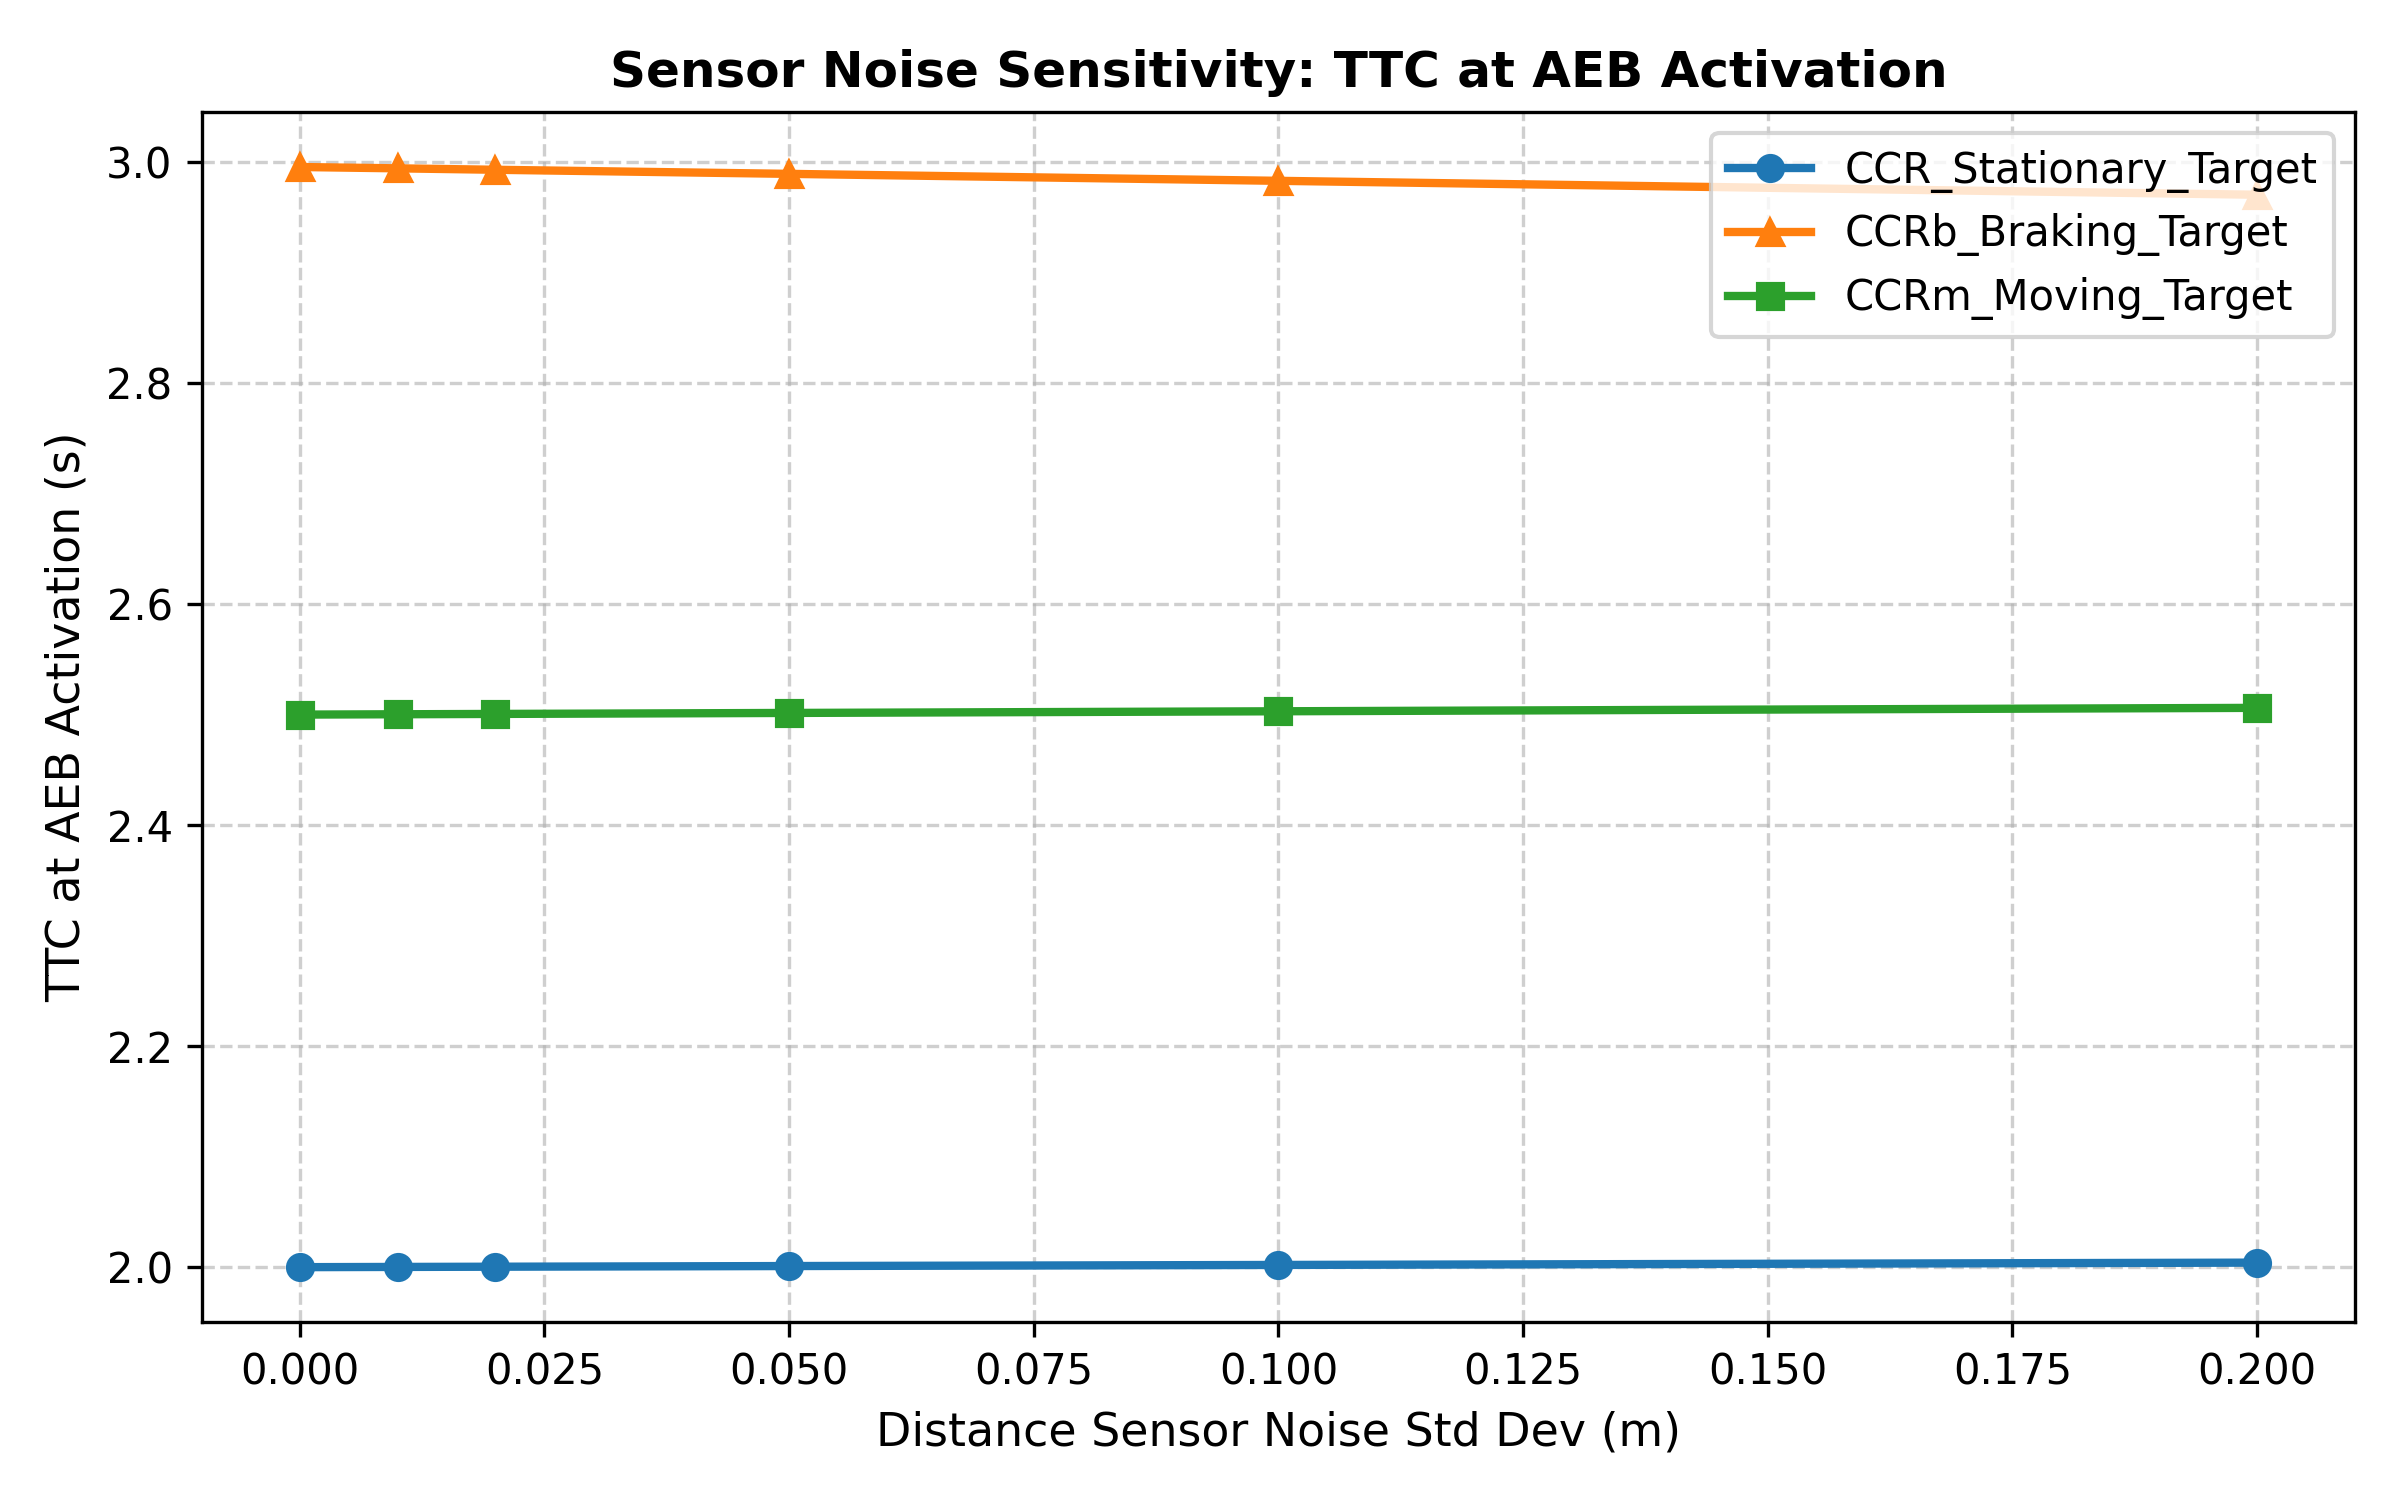 Sensor Noise Sensitivity: TTC at AEB Activation
CCR_Stationary_Target
CCRb_Braking_Target
CCRm_Moving_Target
TTC at AEB Activation (s)
3.0
2.8
2.6
2.4
2.2
2.0
0.000 0.025 0.050 0.075 0.100 0.125 0.150 0.175 0.200
Distance Sensor Noise Std Dev (m)